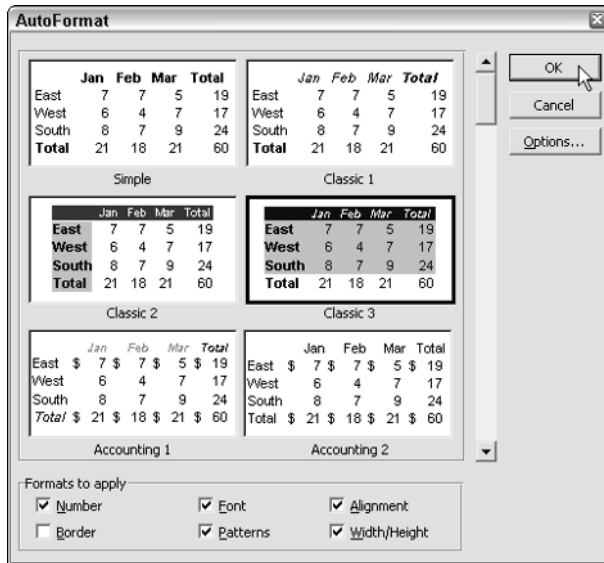 AutoFormat
Jan Feb Mar Total
East 7 7 5 19
West 6 4 7 17
South 8 7 9 24
Total 21 18 21 60
Simple
Jan Feb Mar Total
East 7 7 5 19
West 6 4 7 17
South 8 7 9 24
Total 21 18 21 60
Classic 1
Jan Feb Mar Total
East 7 7 5 19
West 6 4 7 17
South 8 7 9 24
Total 21 18 21 60
Classic 2
Jan Feb Mar Total
East 7 7 5 19
West 6 4 7 17
South 8 7 9 24
Total 21 18 21 60
Classic 3
Jan Feb Mar Total
East $ 7 $ 7 $ 5 $ 19
West 6 4 7 17
South 8 7 9 24
Total $ 21 $ 18 $ 21 $ 60
Accounting 1
Jan Feb Mar Total
East $ 7 $ 7 $ 5 $ 19
West 6 4 7 17
South 8 7 9 24
Total $ 21 $ 18 $ 21 $ 60
Accounting 2
OK
Cancel
Options...
Formats to apply
Number
Font
Alignment
Border
Patterns
Width/Height